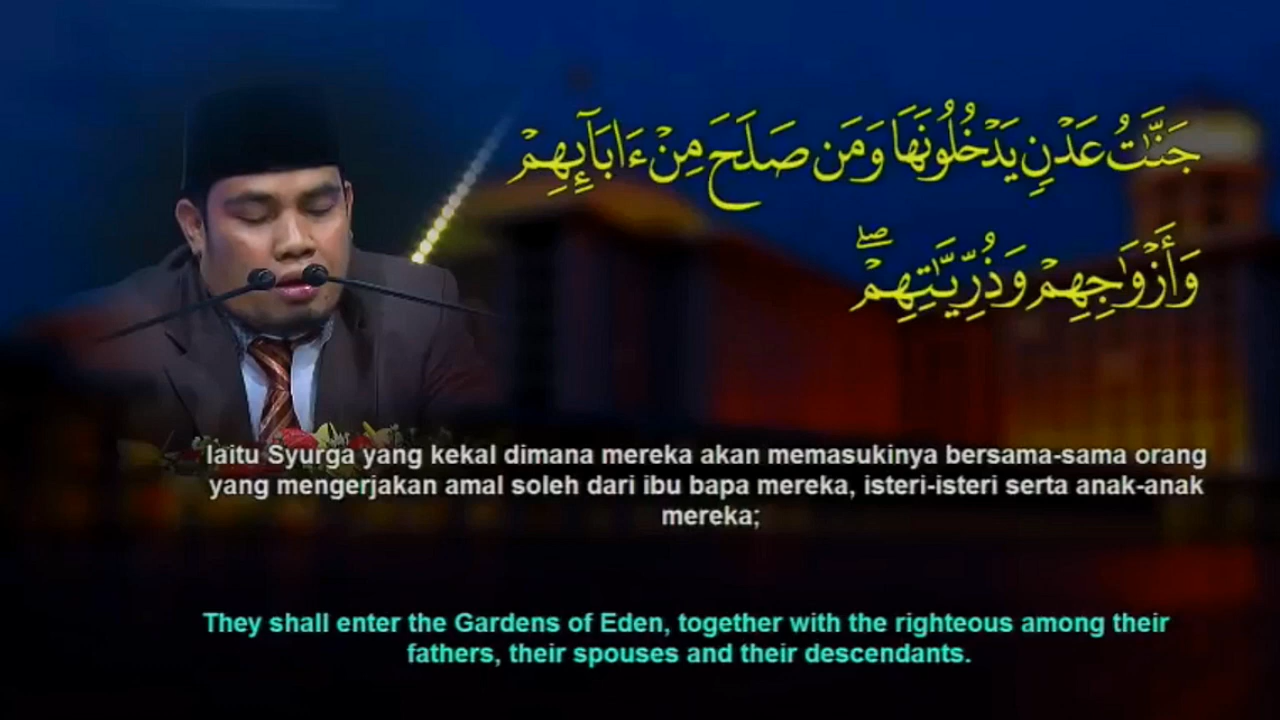 جَنَّـٰتُ عَدْنٍ يَدْخُلُونَهَا وَمَن صَلَحَ مِنْ ءَابَآئِهِمْ
وَأَزْوَٰجِهِمْ وَذُرِّيَّـٰتِهِمْ ۖ
Iaitu Syurga yang kekal dimana mereka akan memasukinya bersama-sama orang
yang mengerjakan amal soleh dari ibu bapa mereka, isteri-isteri serta anak-anak
mereka;
They shall enter the Gardens of Eden, together with the righteous among their
fathers, their spouses and their descendants.